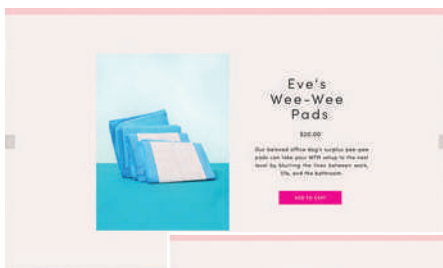 Eve's
Wee-Wee
Pads
$20.00
Our beloved office dog's surplus pee-pee
pads can take your WFH setup to the next
level by blurring the lines between work,
life, and the bathroom.
ADD TO CART